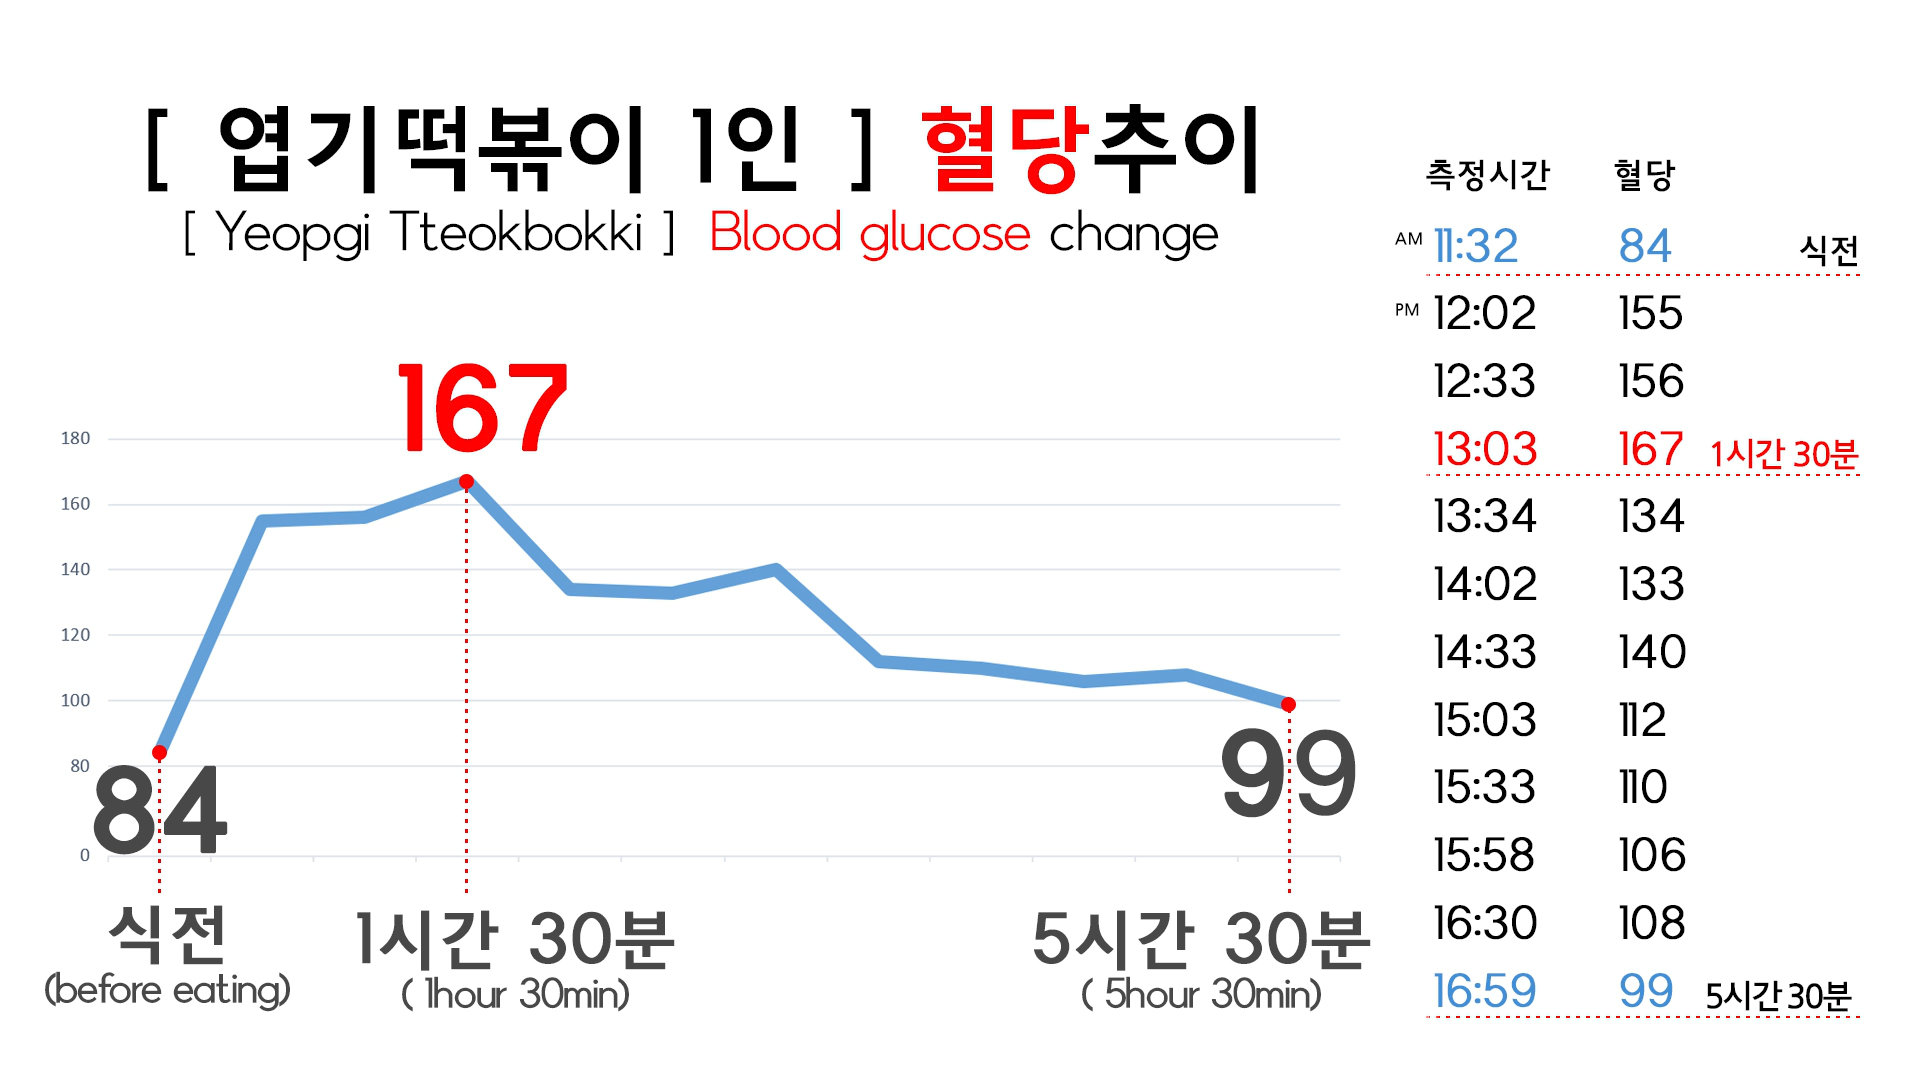 [ 엽기떡볶이 1인 ] 혈당추이
[ Yeopgi Tteokbokki ] Blood glucose change
167
180
160
140
120
100
80
0
84
99
식전
(before eating)
1시간 30분
( 1hour 30min)
5시간 30분
( 5hour 30min)
측정시간 혈당
AM 11:32 84 식전
PM 12:02 155
12:33 156
13:03 167 1시간 30분
13:34 134
14:02 133
14:33 140
15:03 112
15:33 110
15:58 106
16:30 108
16:59 99 5시간 30분